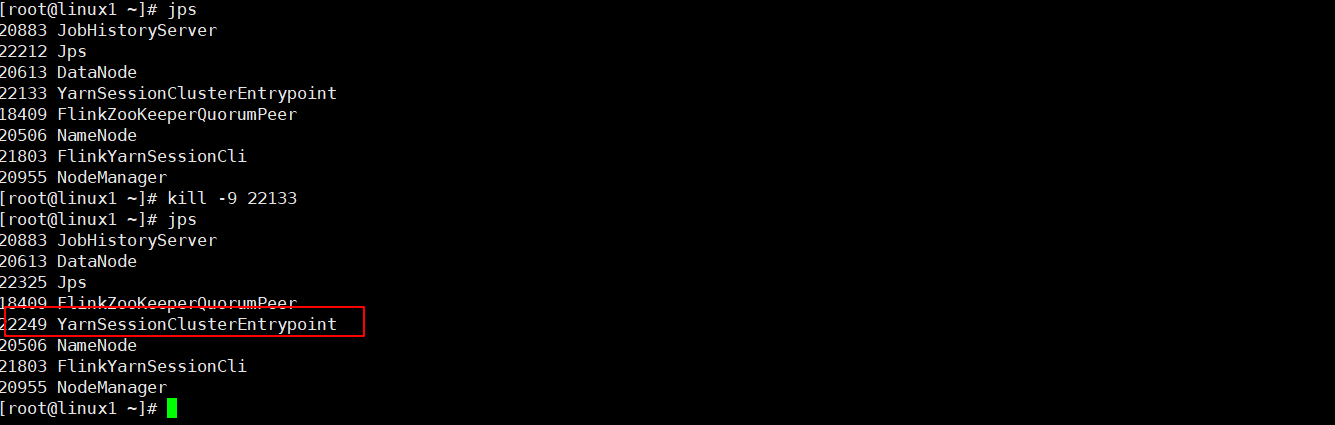 [root@linux1 ~]# jps
20883 JobHistoryServer
22212 Jps
20613 DataNode
22133 YarnSessionClusterEntrypoint
18409 FlinkZooKeeperQuorumPeer
20506 NameNode
21803 FlinkYarnSessionCli
20955 NodeManager
[root@linux1 ~]# kill -9 22133
[root@linux1 ~]# jps
20883 JobHistoryServer
20613 DataNode
22325 Jps
18409 FlinkZooKeeperQuorumPeer
22249 YarnSessionClusterEntrypoint
20506 NameNode
21803 FlinkYarnSessionCli
20955 NodeManager
[root@linux1 ~]#